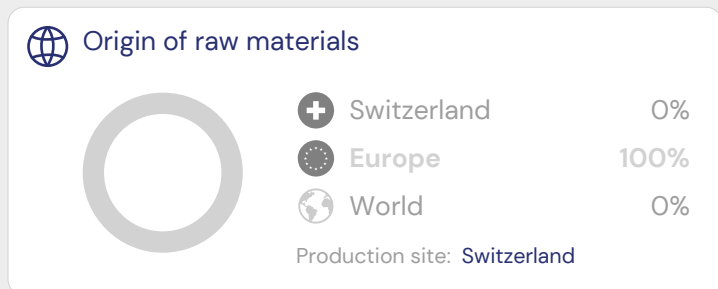 Origin of raw materials
Switzerland 0%
Europe 100%
World 0%
Production site: Switzerland